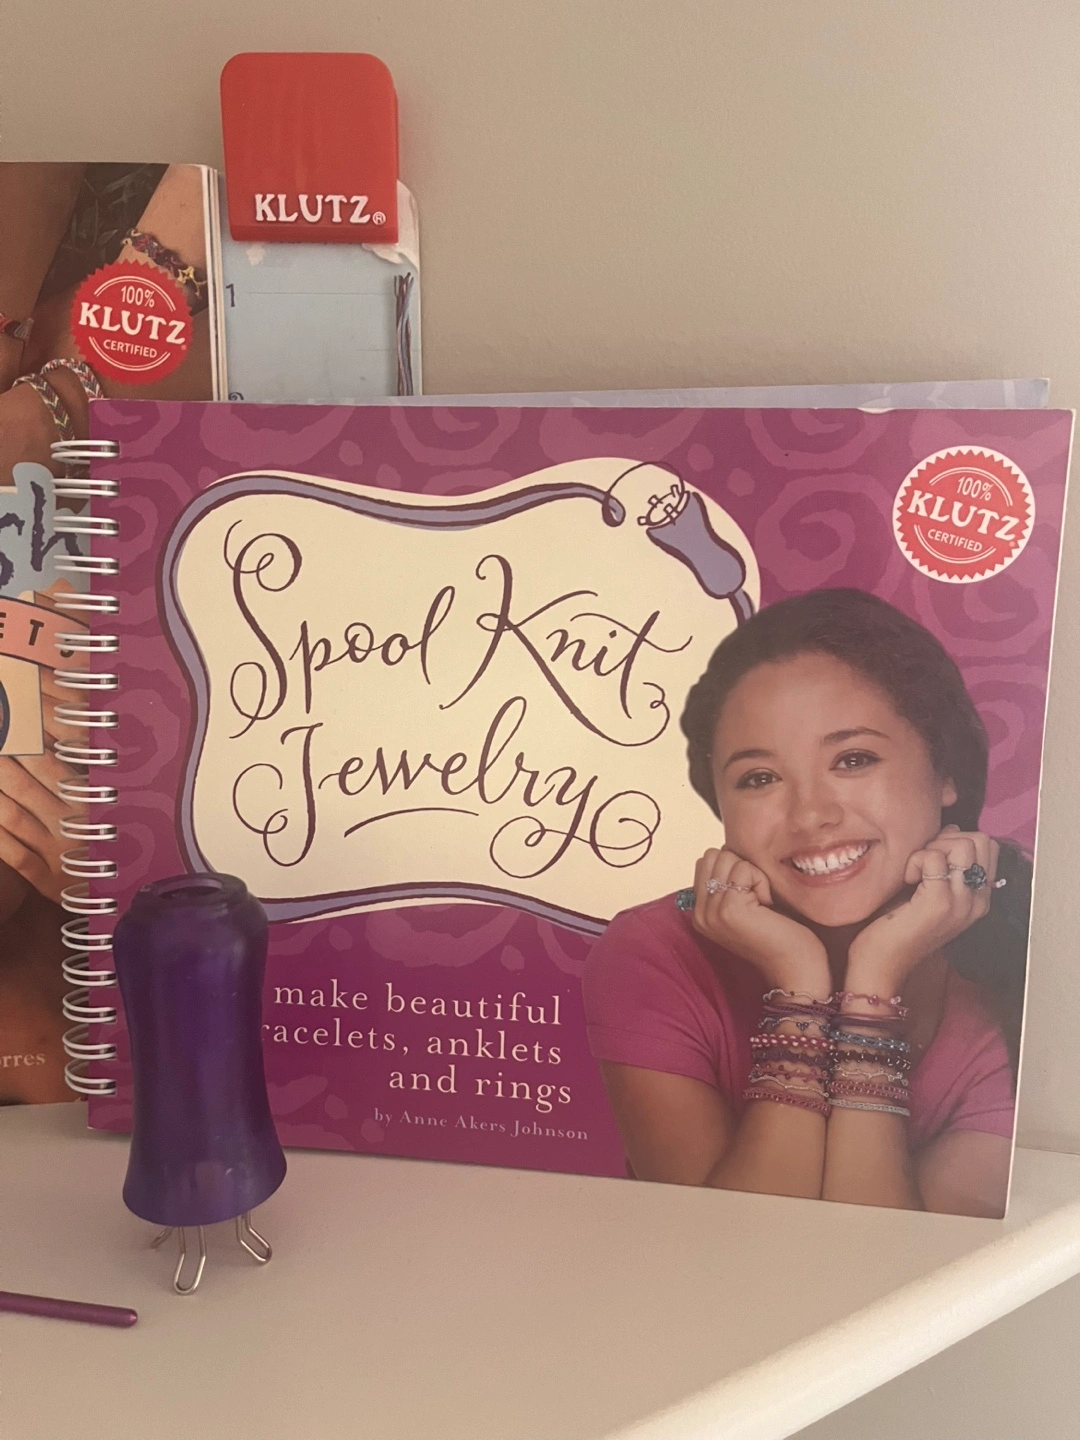 KLUTZ®
1
100%
KLUTZ®
CERTIFIED
100%
KLUTZ®
CERTIFIED
Spool Knit
Jewelry
make beautiful
racelets, anklets
and rings
by Anne Akers Johnson